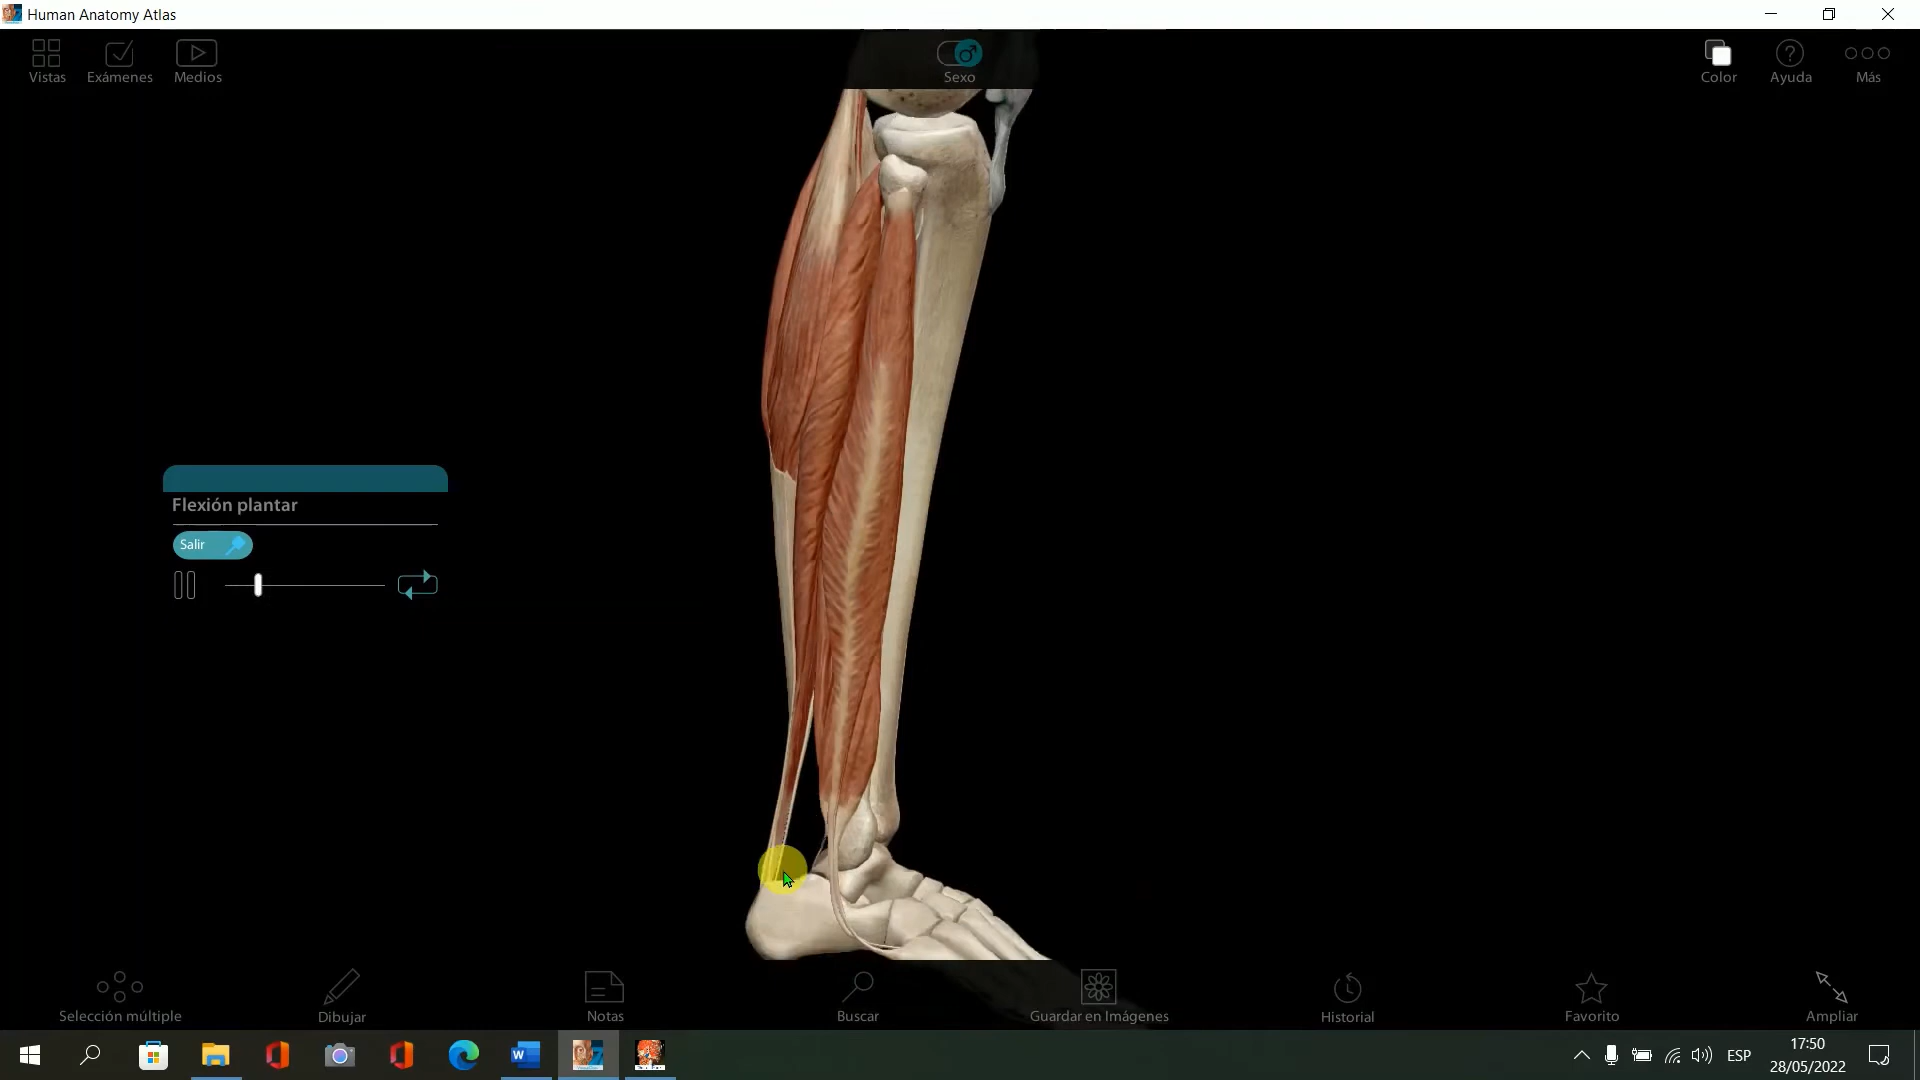 Human Anatomy Atlas
Vistas
Exámenes
Medios
Sexo
Color
Ayuda
Más
Flexión plantar
Salir
Selección múltiple
Dibujar
Notas
Buscar
Guardar en Imágenes
Historial
Favorito
Ampliar
ESP
17:50
28/05/2022